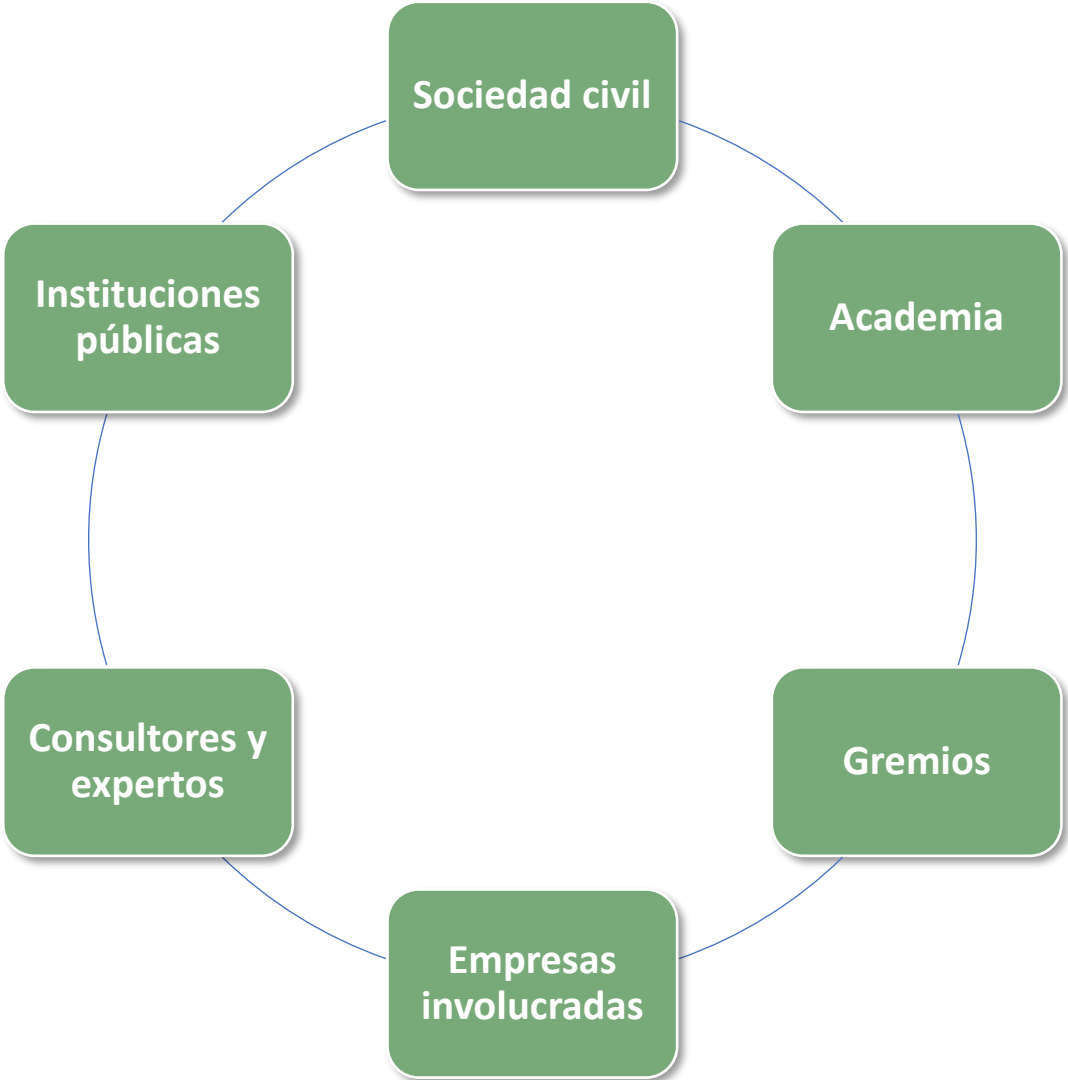 Sociedad civil
Academia
Gremios
Empresas
involucradas
Consultores y
expertos
Instituciones
públicas